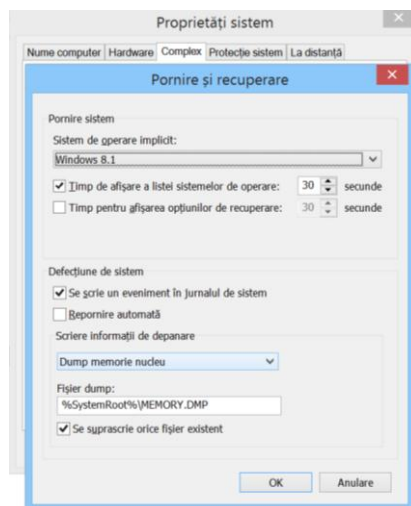 Proprietăți sistem
Nume computer Hardware Complex Protecție sistem La distanță
Pornire și recuperare
Pornire sistem
Sistem de operare implicit:
Windows 8.1
Timp de afișare a listei sistemelor de operare: 30 secunde
Timp pentru afișarea opțiunilor de recuperare: 30 secunde
Defecțiune de sistem
Se scrie un eveniment în jurnalul de sistem
Repornire automată
Scriere informații de depanare
Dump memorie nucleu
Fișier dump:
%SystemRoot%\MEMORY.DMP
Se suprascrie orice fișier existent
OK Anulare